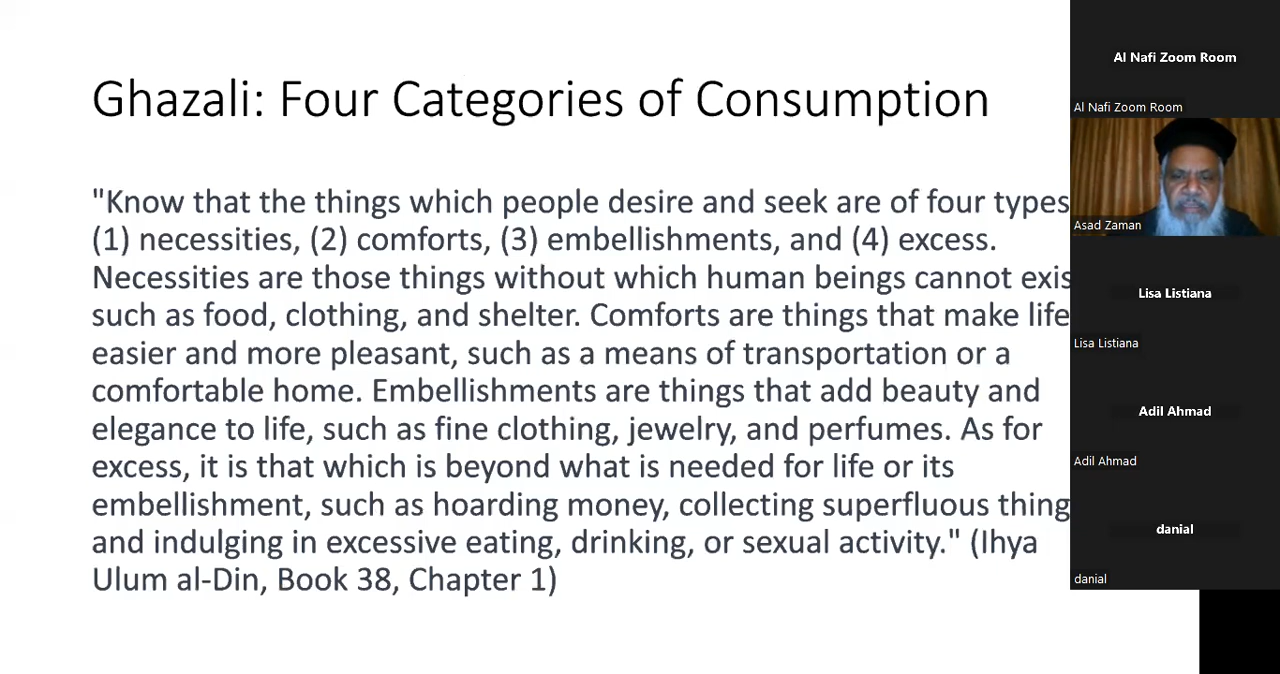 Ghazali: Four Categories of Consumption
"Know that the things which people desire and seek are of four types
(1) necessities, (2) comforts, (3) embellishments, and (4) excess.
Necessities are those things without which human beings cannot exis
such as food, clothing, and shelter. Comforts are things that make life
easier and more pleasant, such as a means of transportation or a
comfortable home. Embellishments are things that add beauty and
elegance to life, such as fine clothing, jewelry, and perfumes. As for
excess, it is that which is beyond what is needed for life or its
embellishment, such as hoarding money, collecting superfluous thing
and indulging in excessive eating, drinking, or sexual activity." (Ihya
Ulum al-Din, Book 38, Chapter 1)
Al Nafi Zoom Room
Al Nafi Zoom Room
Asad Zaman
Lisa Listiana
Lisa Listiana
Adil Ahmad
Adil Ahmad
danial
danial